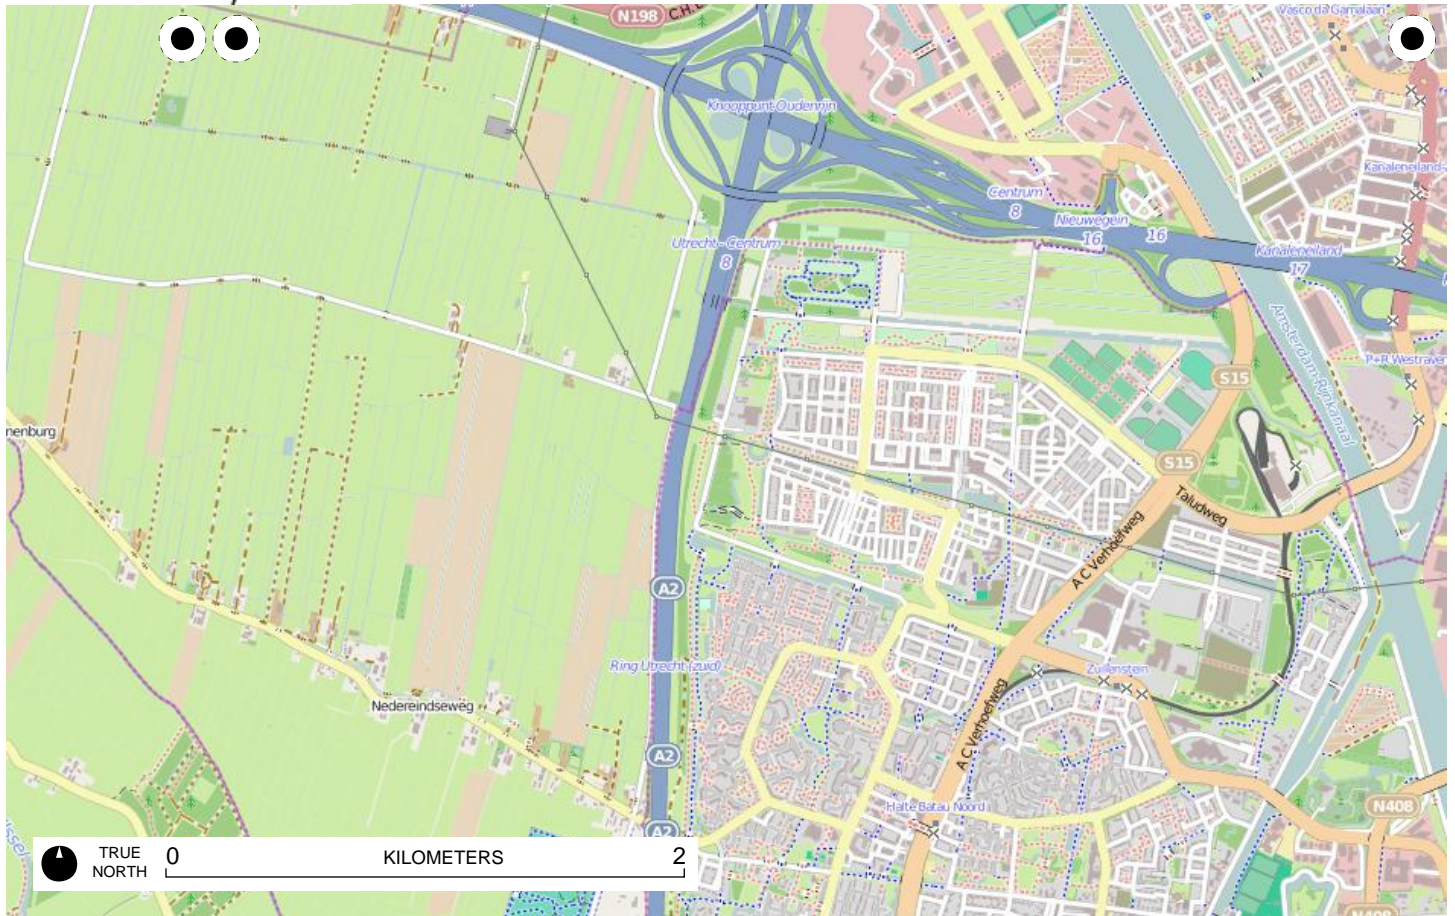 N198
C.H.
Vasco da Gamalaan
Knooppunt Oudenrijn
Kanaleneiland-
Centrum
8
Nieuwegein
16
16
Utrecht - Centrum
8
Kanaleneiland
17
Amsterdam-Rijnkanaal
P+R Westraven
S15
nenburg
S15
Taludweg
A C Verhoefweg
A2
Ring Utrecht (zuid)
Zuilenstein
Nedereindseweg
A C Verhoefweg
A2
Halte Batau Noord
N408
A2
IJssel
TRUE
NORTH
0
KILOMETERS
2